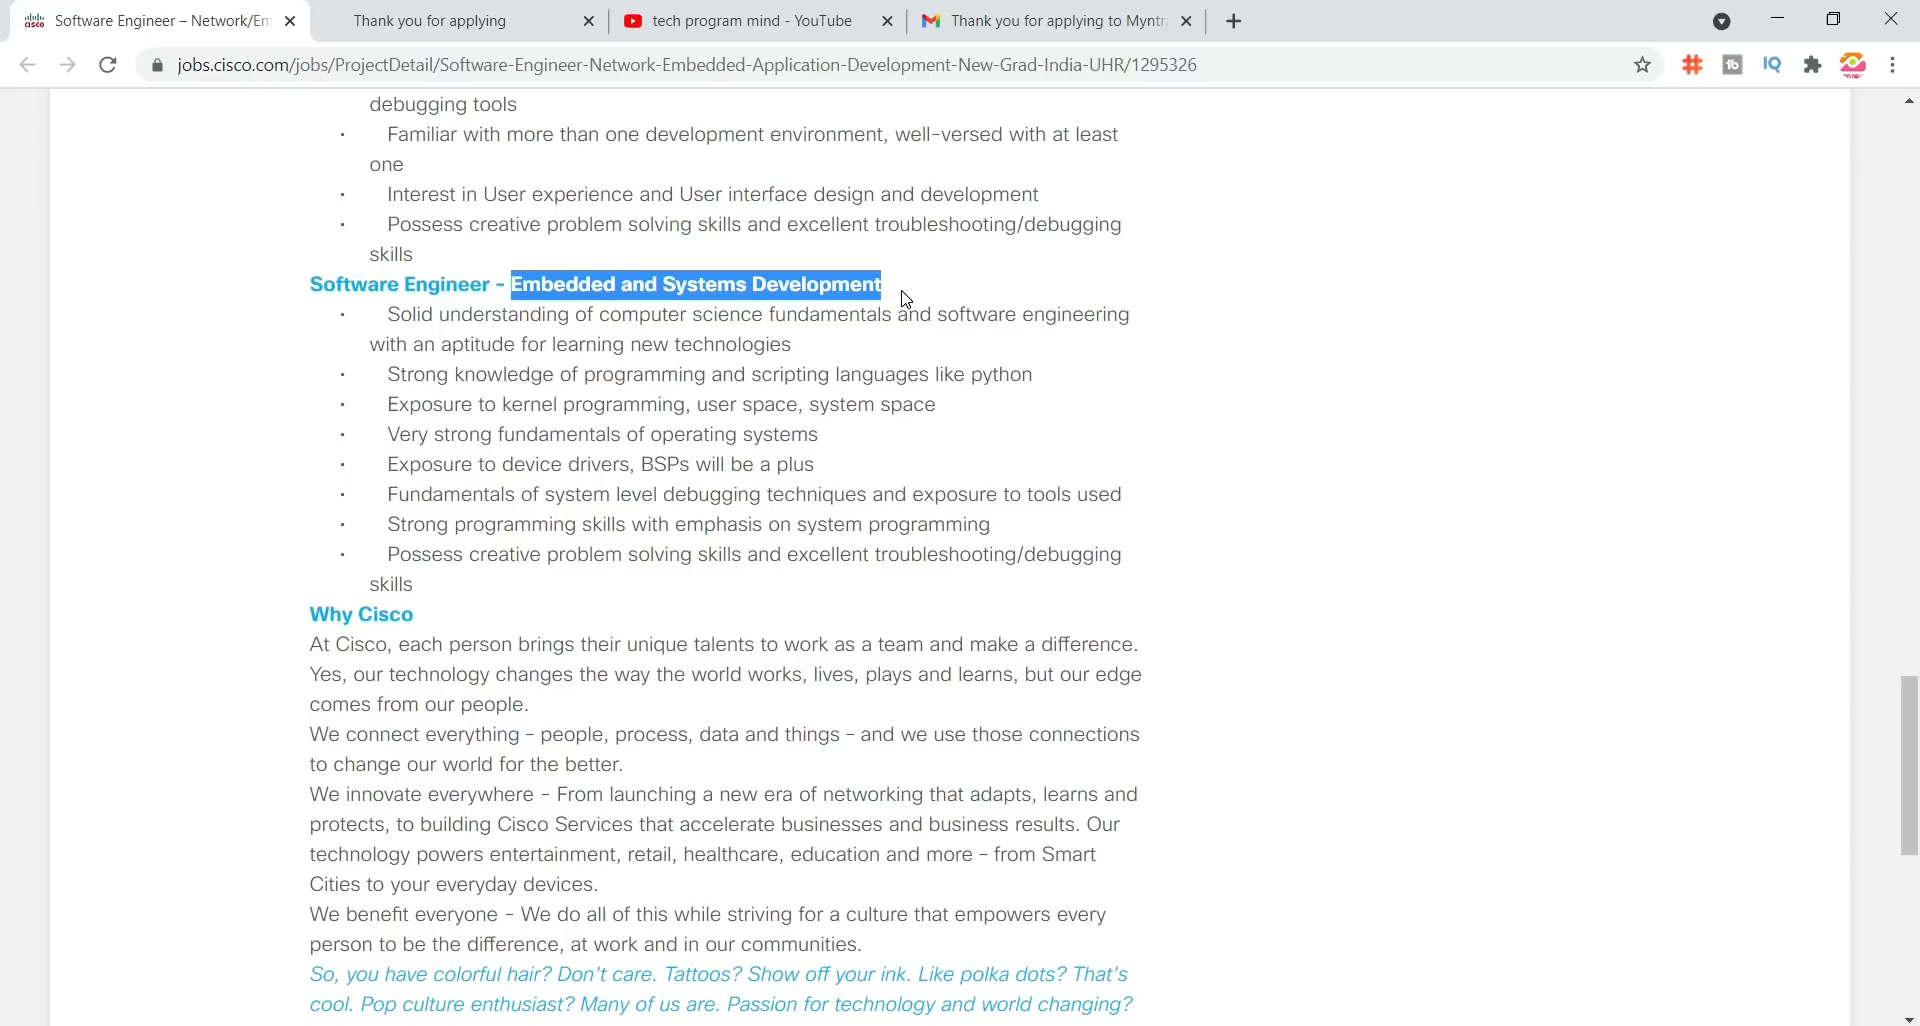 Software Engineer – Network/Em
Thank you for applying
tech program mind - YouTube
Thank you for applying to Myntr
jobs.cisco.com/jobs/ProjectDetail/Software-Engineer-Network-Embedded-Application-Development-New-Grad-India-UHR/1295326
debugging tools
· Familiar with more than one development environment, well-versed with at least
one
· Interest in User experience and User interface design and development
· Possess creative problem solving skills and excellent troubleshooting/debugging
skills
Software Engineer - Embedded and Systems Development
· Solid understanding of computer science fundamentals and software engineering
with an aptitude for learning new technologies
· Strong knowledge of programming and scripting languages like python
· Exposure to kernel programming, user space, system space
· Very strong fundamentals of operating systems
· Exposure to device drivers, BSPs will be a plus
· Fundamentals of system level debugging techniques and exposure to tools used
· Strong programming skills with emphasis on system programming
· Possess creative problem solving skills and excellent troubleshooting/debugging
skills
Why Cisco
At Cisco, each person brings their unique talents to work as a team and make a difference.
Yes, our technology changes the way the world works, lives, plays and learns, but our edge
comes from our people.
We connect everything – people, process, data and things – and we use those connections
to change our world for the better.
We innovate everywhere - From launching a new era of networking that adapts, learns and
protects, to building Cisco Services that accelerate businesses and business results. Our
technology powers entertainment, retail, healthcare, education and more – from Smart
Cities to your everyday devices.
We benefit everyone - We do all of this while striving for a culture that empowers every
person to be the difference, at work and in our communities.
So, you have colorful hair? Don't care. Tattoos? Show off your ink. Like polka dots? That's
cool. Pop culture enthusiast? Many of us are. Passion for technology and world changing?